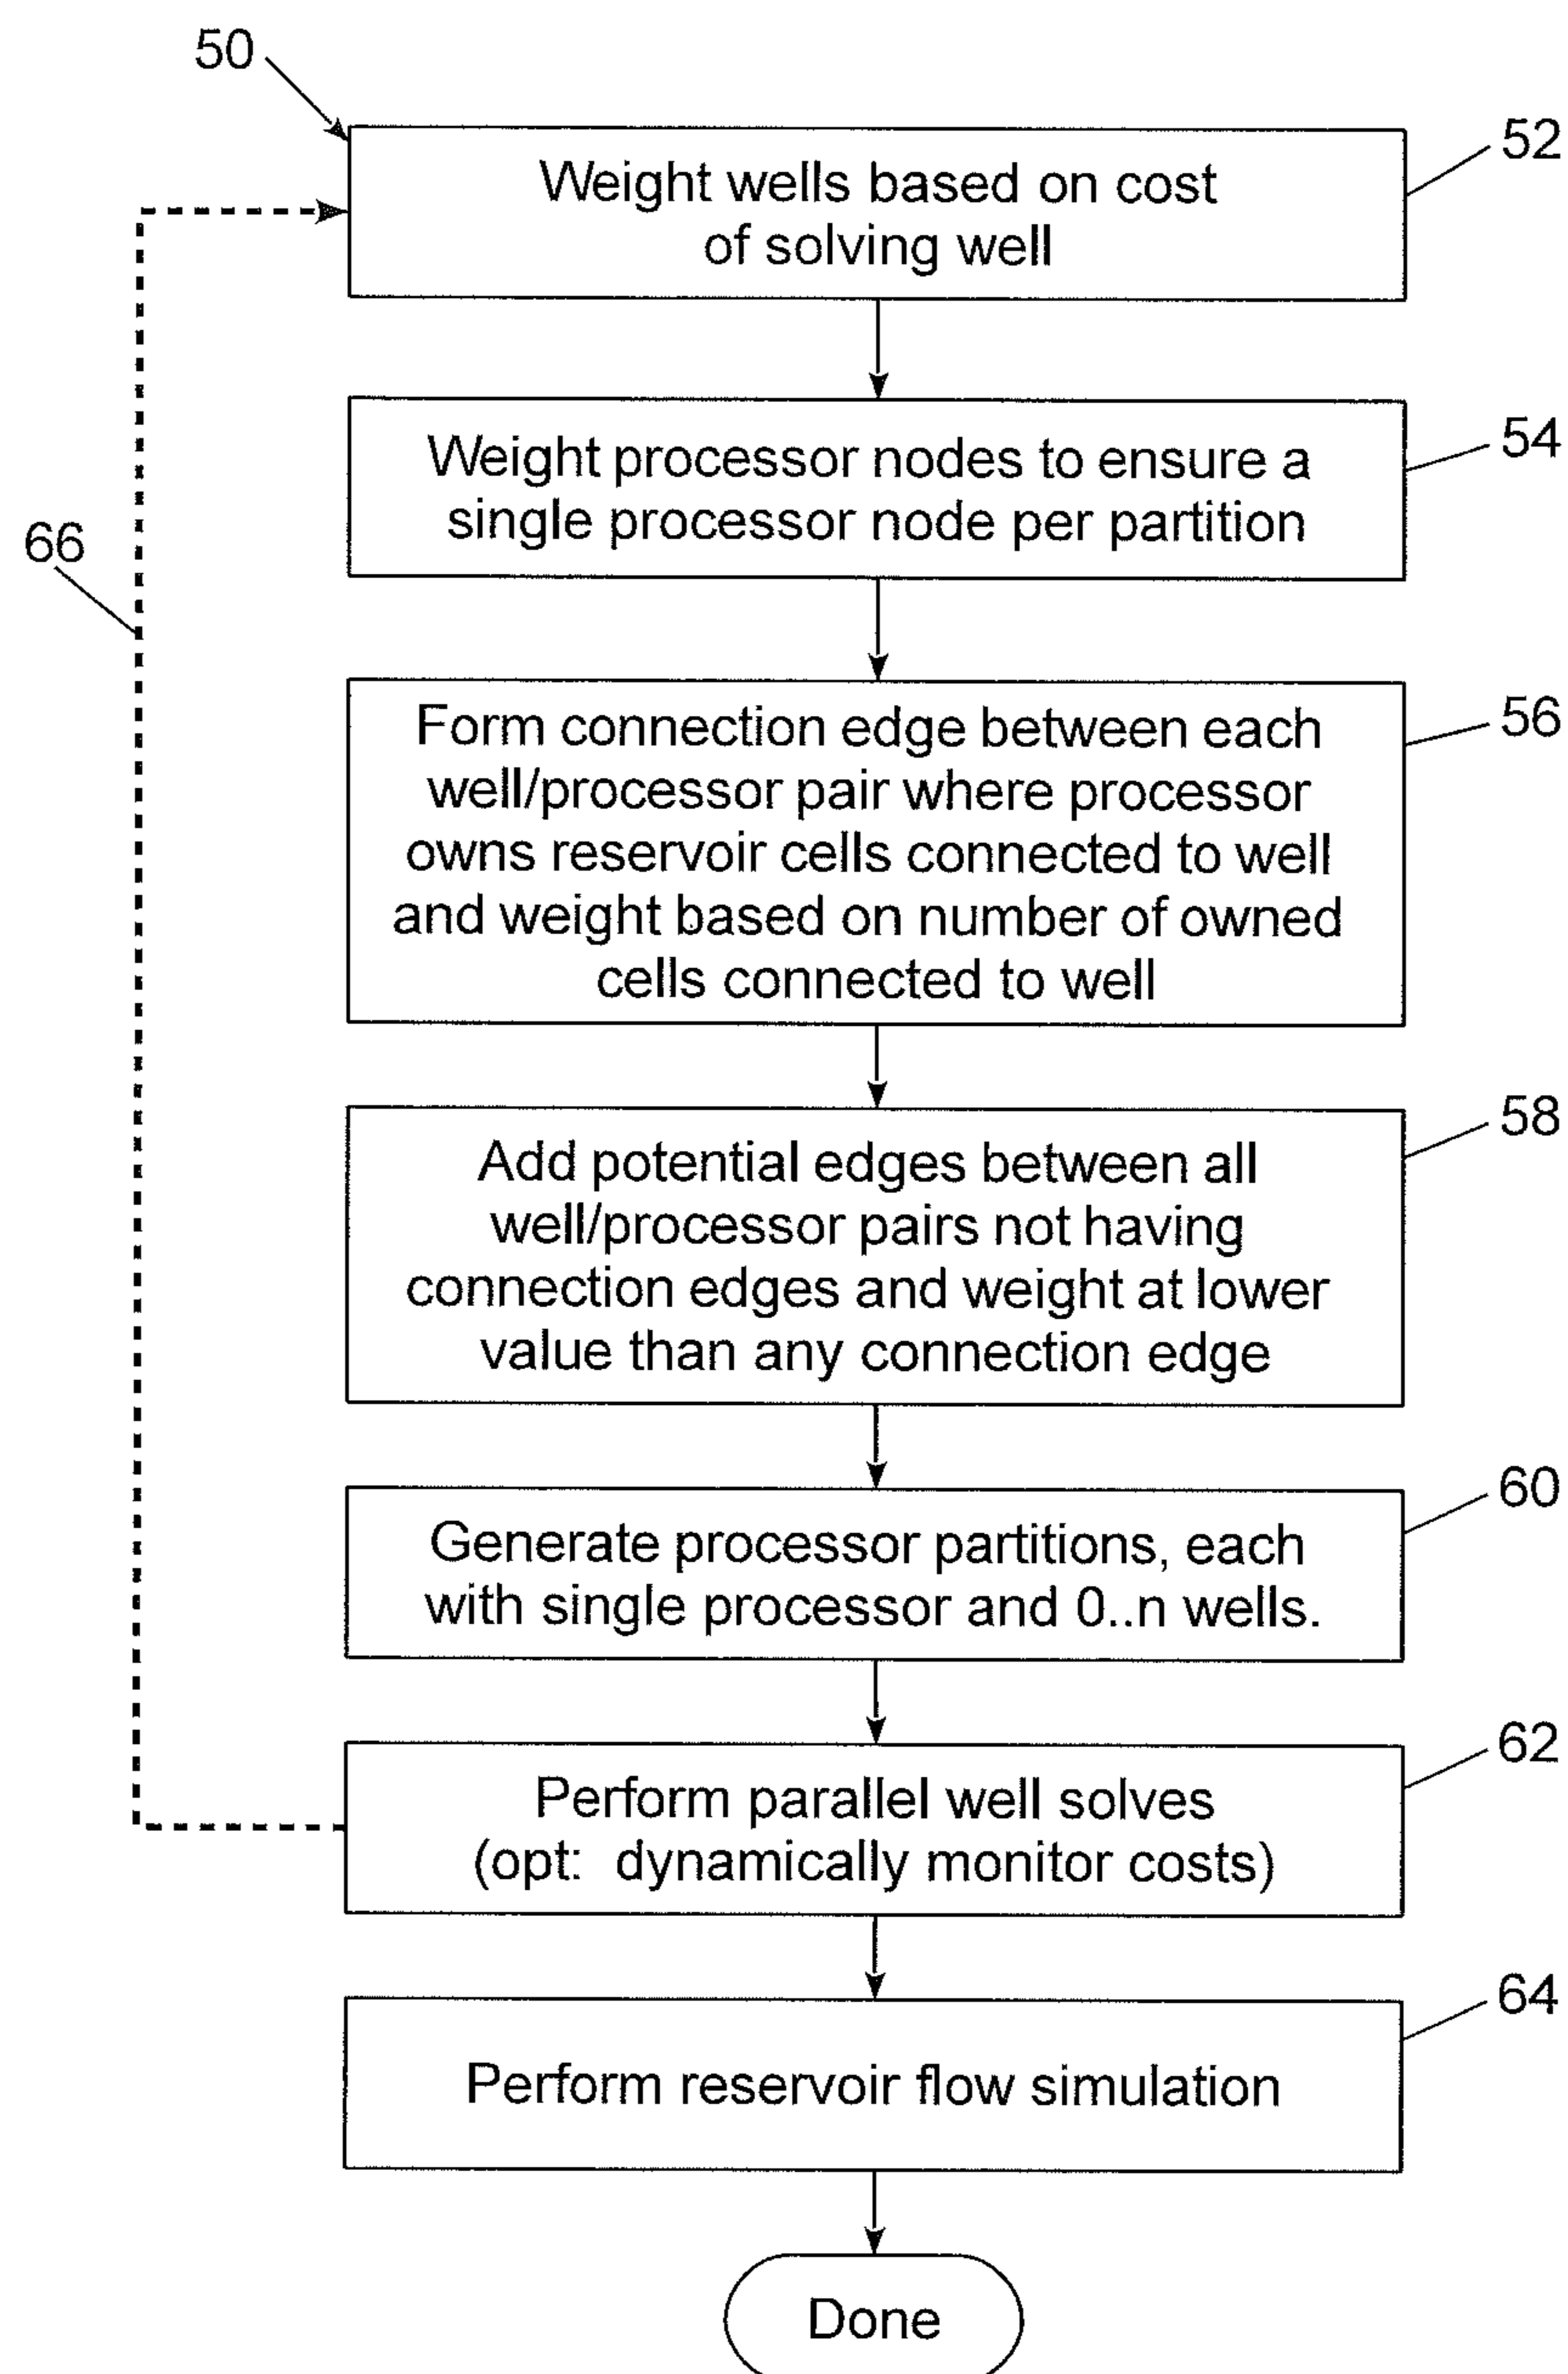 50
Weight wells based on cost
of solving well
52
Weight processor nodes to ensure a
single processor node per partition
54
66
Form connection edge between each
well/processor pair where processor
owns reservoir cells connected to well
and weight based on number of owned
cells connected to well
56
Add potential edges between all
well/processor pairs not having
connection edges and weight at lower
value than any connection edge
58
Generate processor partitions, each
with single processor and 0..n wells.
60
Perform parallel well solves
(opt: dynamically monitor costs)
62
Perform reservoir flow simulation
64
Done